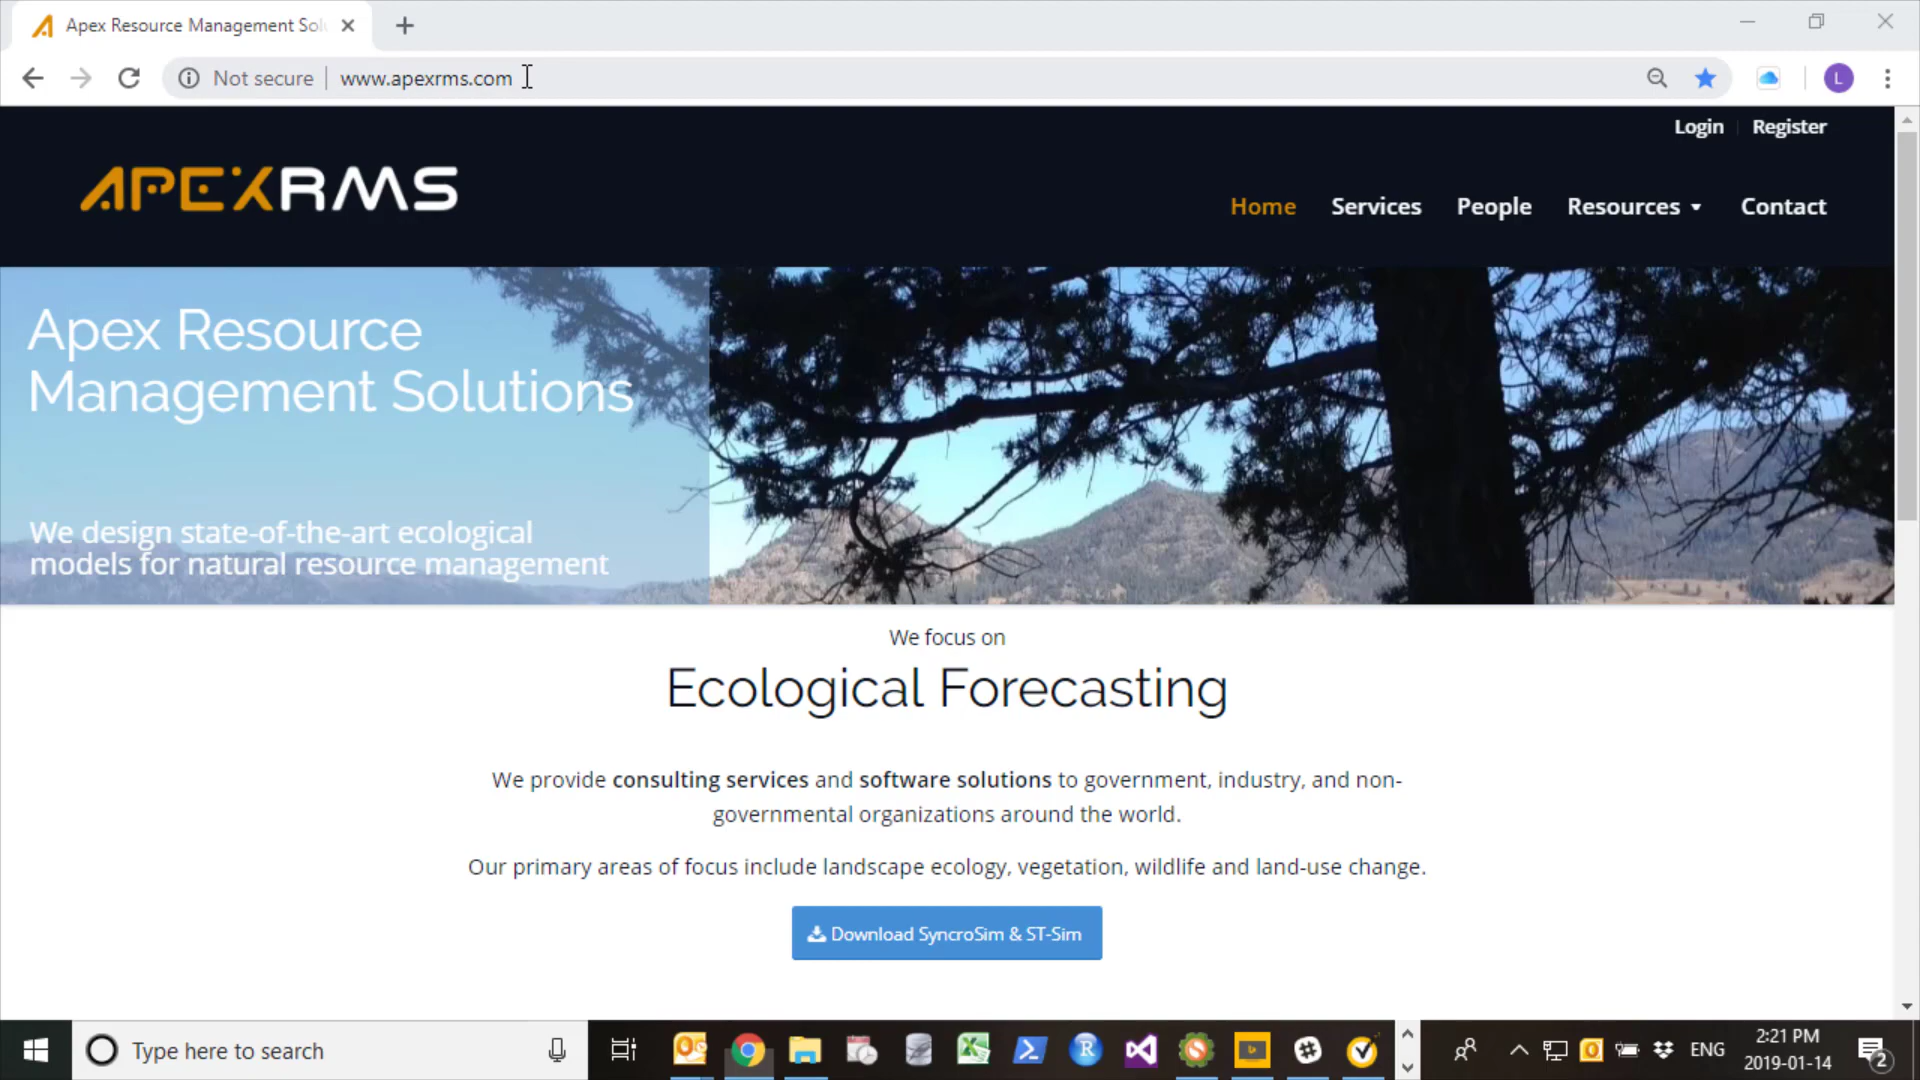 Apex Resource Management Sol
Not secure
www.apexrms.com
L
Login
Register
APEXRMS
Home
Services
People
Resources
Contact
Apex Resource
Management Solutions
We design state-of-the-art ecological
models for natural resource management
We focus on
Ecological Forecasting
We provide consulting services and software solutions to government, industry, and non-
governmental organizations around the world.
Our primary areas of focus include landscape ecology, vegetation, wildlife and land-use change.
Download SyncroSim & ST-Sim
Type here to search
ENG
2:21 PM
2019-01-14
2